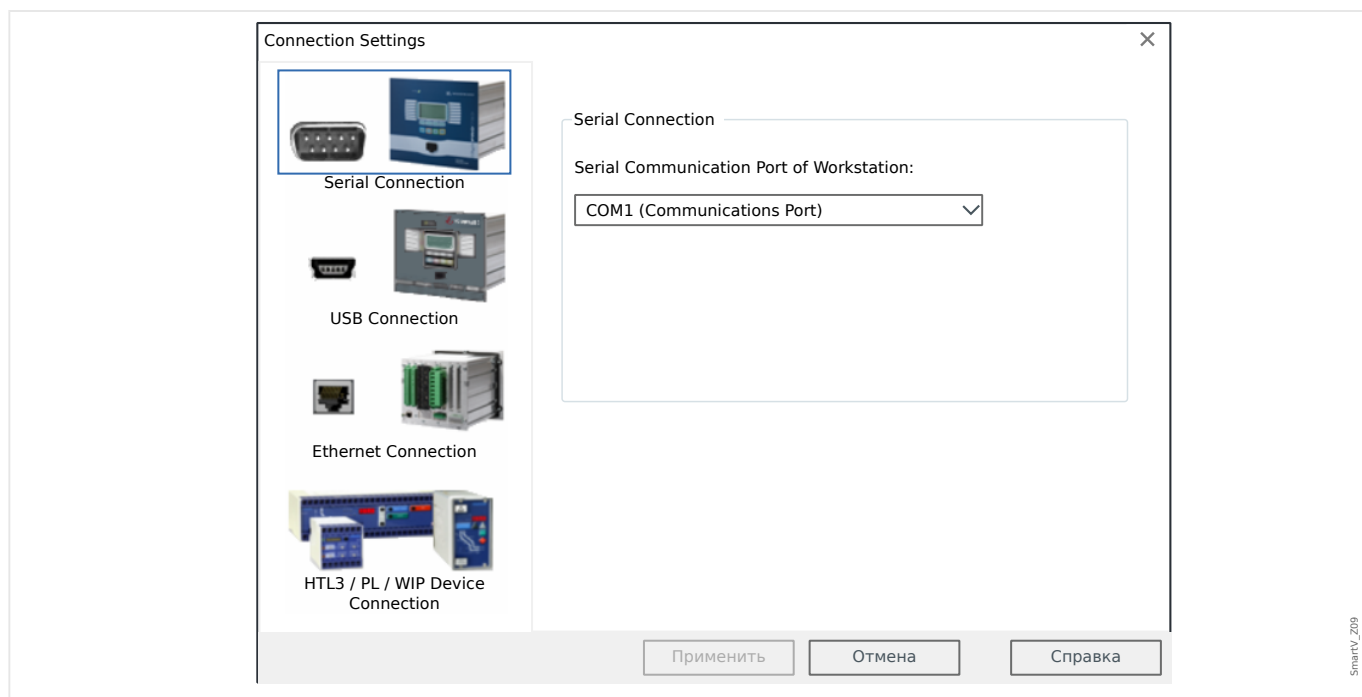 Connection Settings
Serial Connection
USB Connection
Ethernet Connection
HTL3 / PL / WIP Device
Connection
Serial Connection
Serial Communication Port of Workstation:
COM1 (Communications Port)
Применить
Отмена
Справка
SmartV_Z09